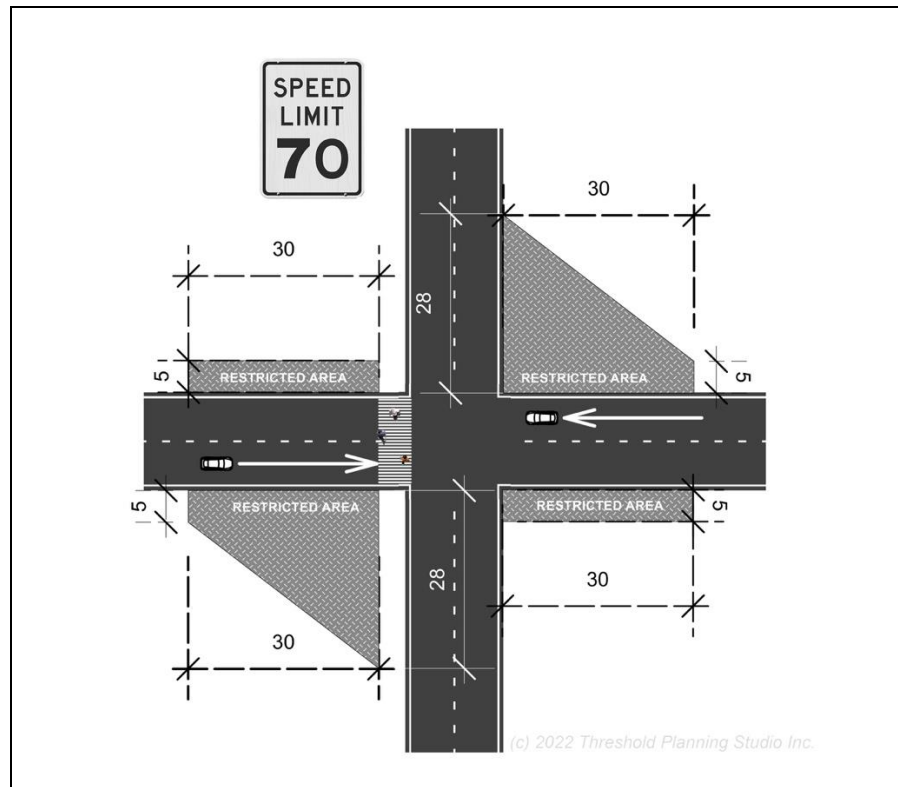 SPEED
LIMIT
70
30
30
28
5
RESTRICTED AREA
RESTRICTED AREA
5
5
RESTRICTED AREA
RESTRICTED AREA
5
28
30
30
(c) 2022 Threshold Planning Studio Inc.